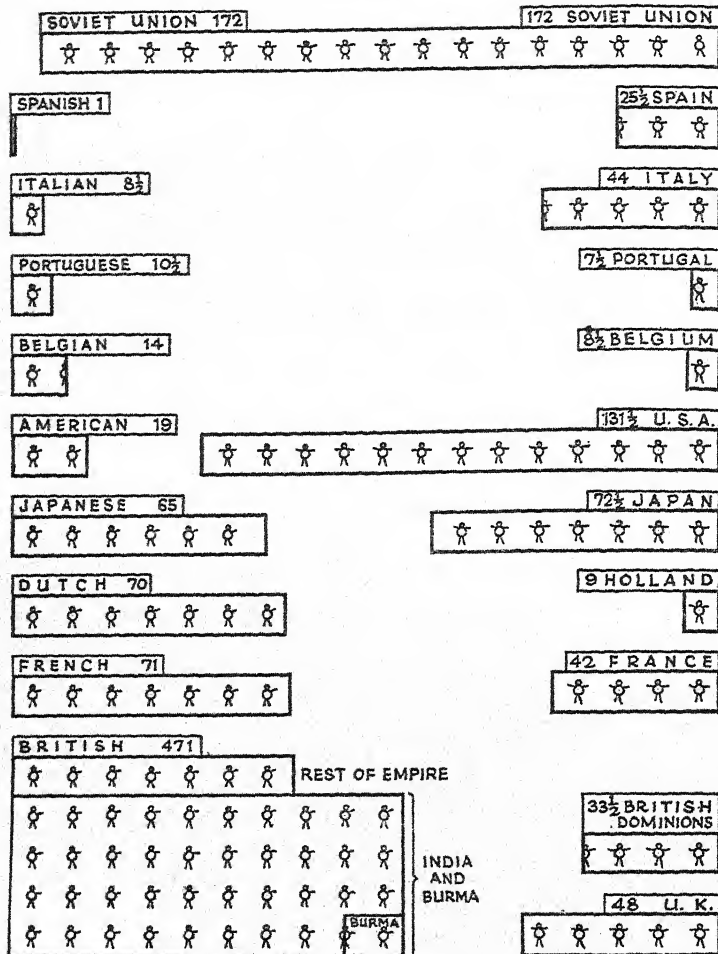 SOVIET UNION 172
172 SOVIET UNION
SPANISH 1
25½ SPAIN
ITALIAN 8½
44 ITALY
PORTUGUESE 10½
7½ PORTUGAL
BELGIAN 14
8½ BELGIUM
AMERICAN 19
131½ U.S.A.
JAPANESE 65
72½ JAPAN
DUTCH 70
9 HOLLAND
FRENCH 71
42 FRANCE
BRITISH 471
REST OF EMPIRE
33½ BRITISH
DOMINIONS
INDIA
AND
BURMA
BURMA
48 U.K.